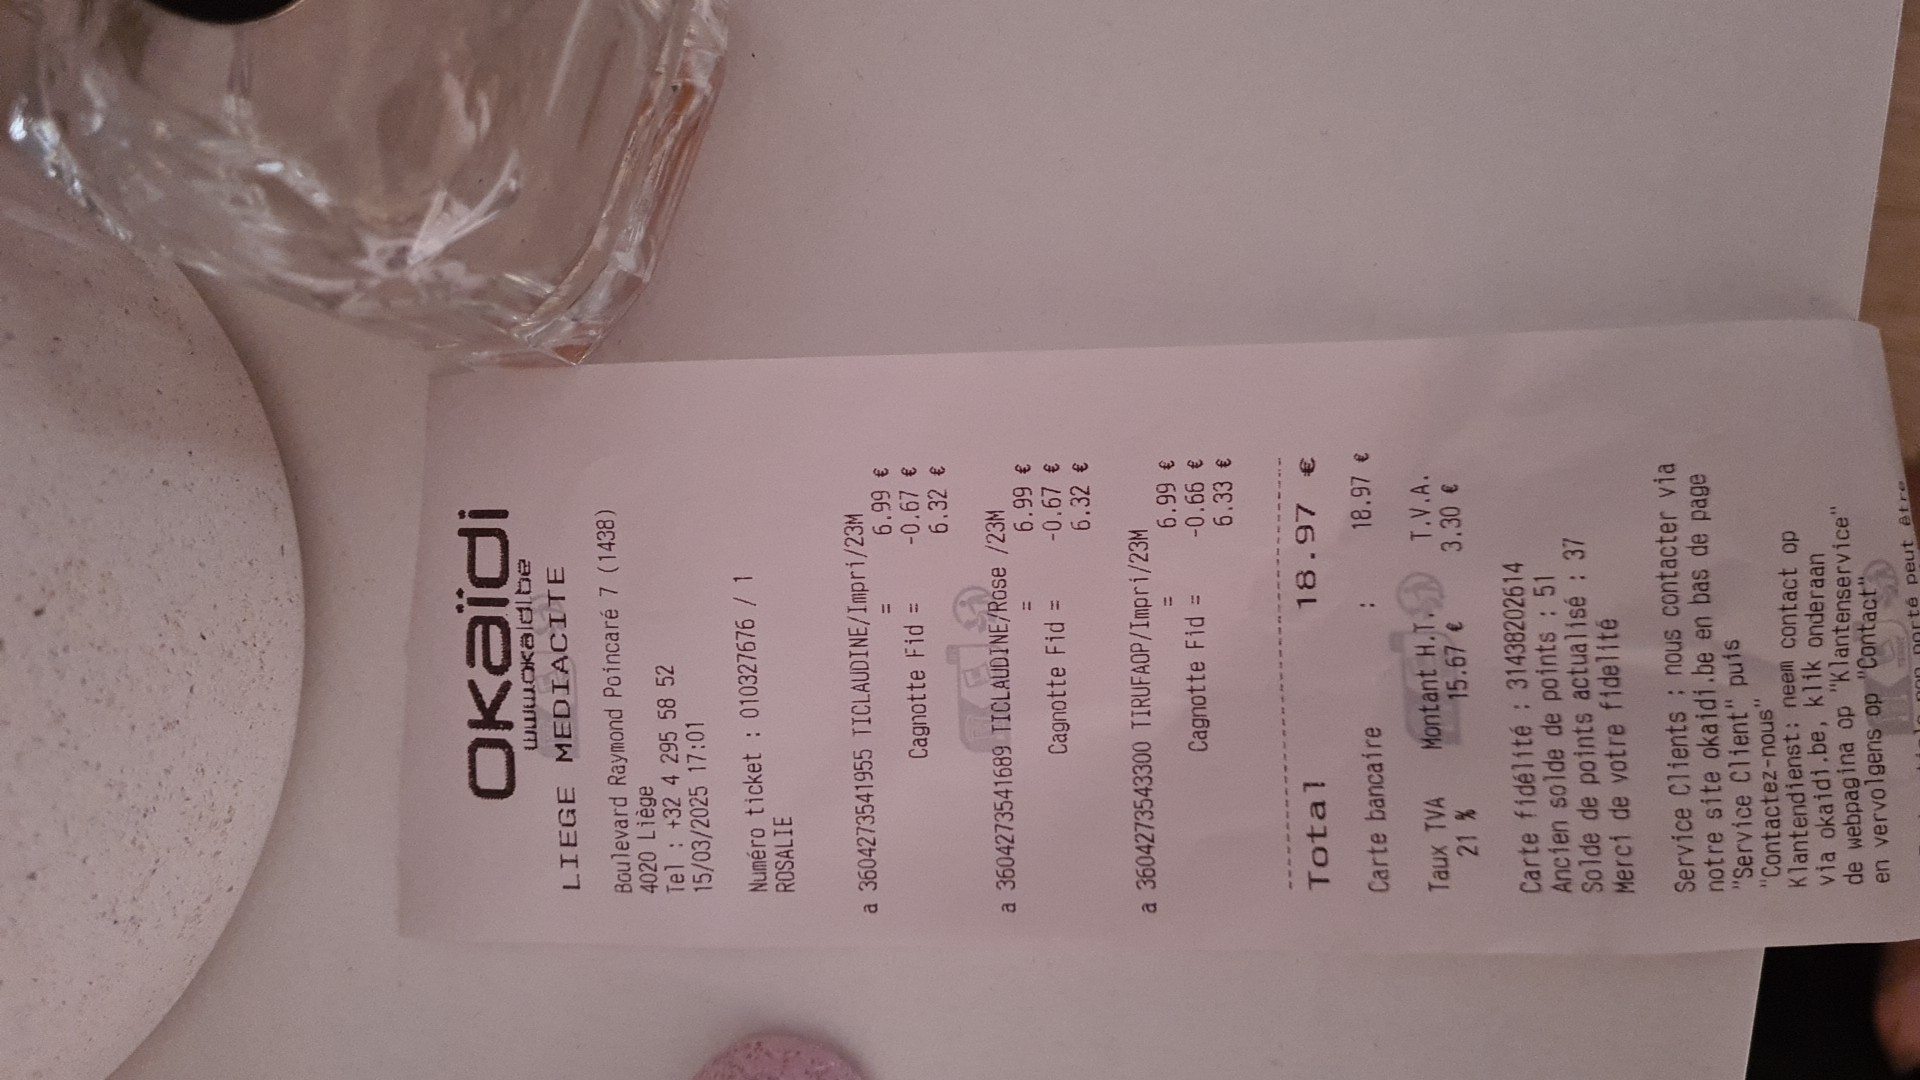 okaïdi
www.okaidi.be
LIEGE MEDIACITE
Boulevard Raymond Poincaré 7 (1438)
4020 Liège
Tel : +32 4 295 58 52
15/03/2025 17:01
Numéro ticket : 010327676 / 1
ROSALIE
a 3604273541955 TICLAUDINE/Impri/23M
= 6.99 €
Cagnotte Fid = -0.67 €
6.32 €
a 3604273541689 TICLAUDINE/Rose /23M
= 6.99 €
Cagnotte Fid = -0.67 €
6.32 €
a 3604273543300 TIRUFAOP/Impri/23M
= 6.99 €
Cagnotte Fid = -0.66 €
6.33 €
Total 18.97 €
Carte bancaire : 18.97 €
Taux TVA Montant H.T. T.V.A.
21 % 15.67 € 3.30 €
Carte fidélité : 3143820202614
Ancien solde de points : 51
Solde de points actualisé : 37
Merci de votre fidelité
Service Clients : nous contacter via
notre site okaidi.be en bas de page
"Service Client" puis
"Contactez-nous"
Klantendienst: neem contact op
via okaidi.be, klik onderaan
de webpagina op "Klantenservice"
en vervolgens op "Contact"
porté peut être